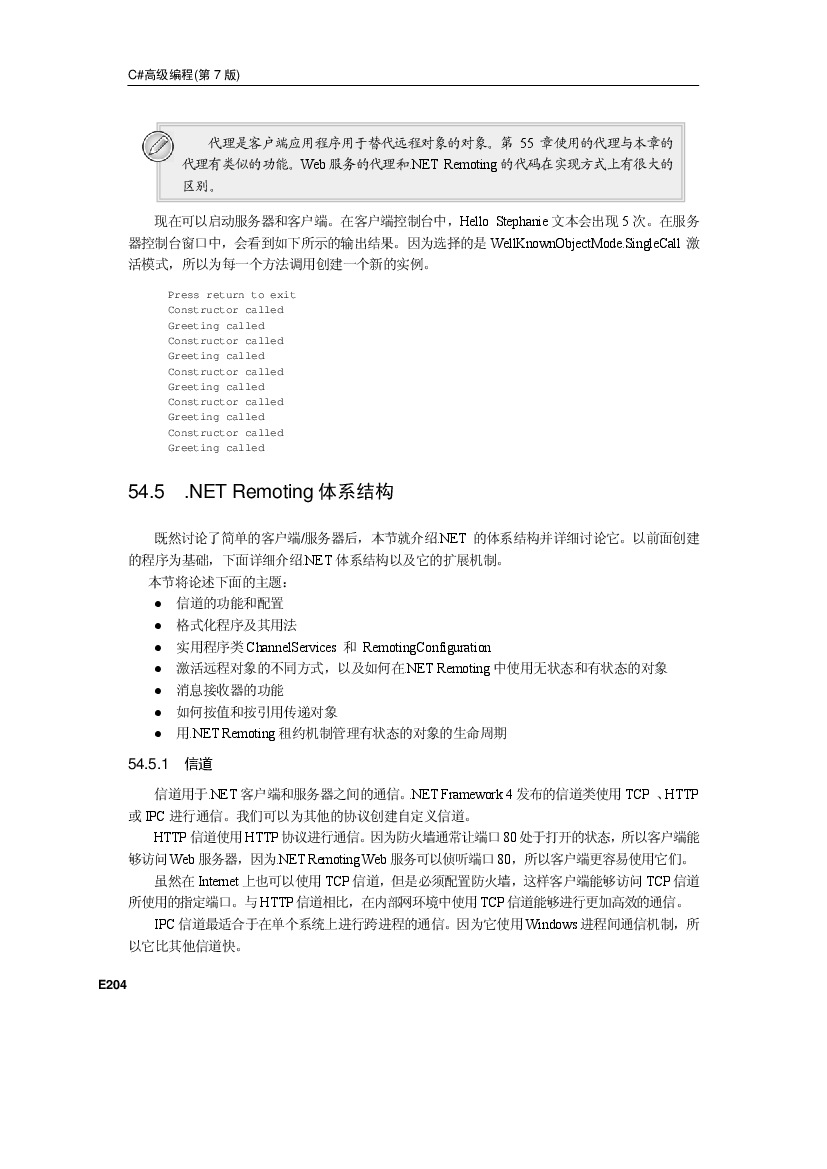 C#高级编程(第 7 版)
代理是客户端应用程序用于替代远程对象的对象。第 55 章使用的代理与本章的
代理有类似的功能。Web 服务的代理和.NET Remoting 的代码在实现方式上有很大的
区别。
现在可以启动服务器和客户端。在客户端控制台中，Hello Stephanie 文本会出现 5 次。在服务
器控制台窗口中，会看到如下所示的输出结果。因为选择的是 WellKnownObjectMode.SingleCall 激
活模式，所以为每一个方法调用创建一个新的实例。
Press return to exit
Constructor called
Greeting called
Constructor called
Greeting called
Constructor called
Greeting called
Constructor called
Greeting called
Constructor called
Greeting called
54.5 .NET Remoting 体系结构
既然讨论了简单的客户端/服务器后，本节就介绍.NET 的体系结构并详细讨论它。以前面创建
的程序为基础，下面详细介绍.NET 体系结构以及它的扩展机制。
本节将论述下面的主题：
● 信道的功能和配置
● 格式化程序及其用法
● 实用程序类 ChannelServices 和 RemotingConfiguration
● 激活远程对象的不同方式，以及如何在.NET Remoting 中使用无状态和有状态的对象
● 消息接收器的功能
● 如何按值和按引用传递对象
● 用.NET Remoting 租约机制管理有状态的对象的生命周期
54.5.1 信道
信道用于.NET 客户端和服务器之间的通信。.NET Framework 4 发布的信道类使用 TCP 、HTTP
或 IPC 进行通信。我们可以为其他的协议创建自定义信道。
HTTP 信道使用 HTTP 协议进行通信。因为防火墙通常让端口 80 处于打开的状态，所以客户端能
够访问 Web 服务器，因为.NET Remoting Web 服务可以侦听端口 80，所以客户端更容易使用它们。
虽然在 Internet 上也可以使用 TCP 信道，但是必须配置防火墙，这样客户端能够访问 TCP 信道
所使用的指定端口。与 HTTP 信道相比，在内部网环境中使用 TCP 信道能够进行更加高效的通信。
IPC 信道最适合于在单个系统上进行跨进程的通信。因为它使用 Windows 进程间通信机制，所
以它比其他信道快。
E204